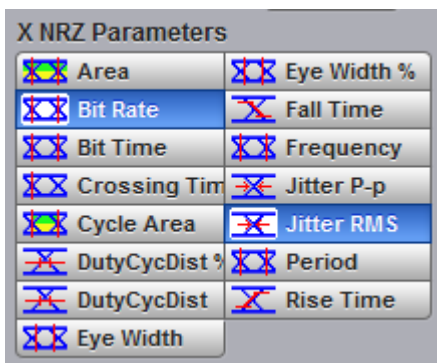 X NRZ Parameters
Area
Eye Width %
Bit Rate
Fall Time
Bit Time
Frequency
Crossing Tim
Jitter P-p
Cycle Area
Jitter RMS
DutyCycDist %
Period
DutyCycDist
Rise Time
Eye Width